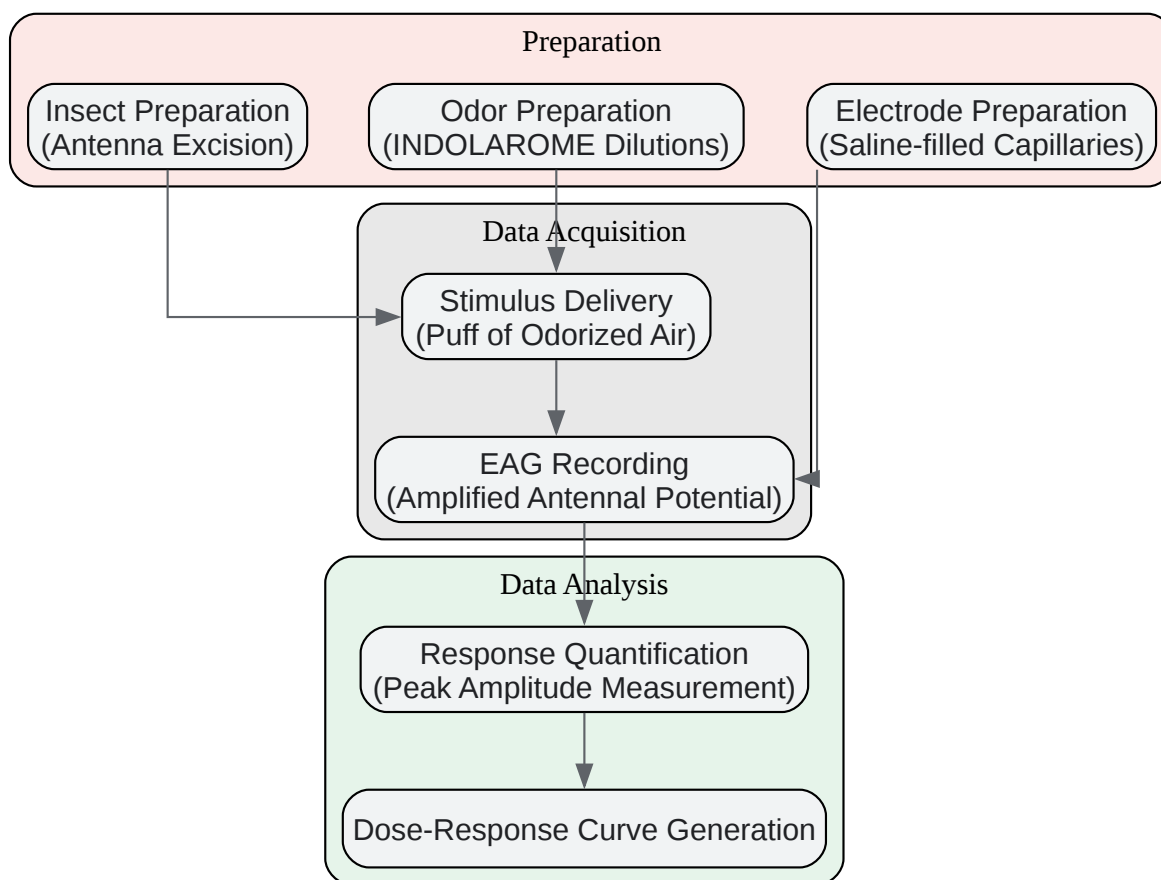 Preparation
Insect Preparation
(Antenna Excision)
Odor Preparation
(INDOLAROME Dilutions)
Electrode Preparation
(Saline-filled Capillaries)
Data Acquisition
Stimulus Delivery
(Puff of Odorized Air)
EAG Recording
(Amplified Antennal Potential)
Data Analysis
Response Quantification
(Peak Amplitude Measurement)
Dose-Response Curve Generation